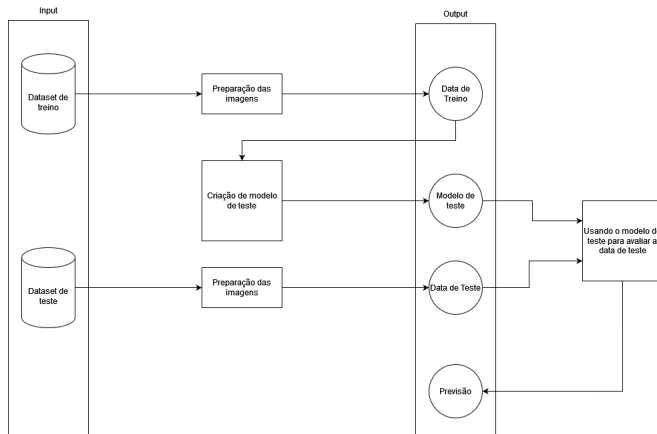 Input
Output
Dataset de
treino
Preparação das
imagens
Data de
Treino
Criação de modelo
de teste
Modelo de
teste
Usando o modelo de
teste para avaliar a
data de teste
Dataset de
teste
Preparação das
imagens
Data de Teste
Previsão